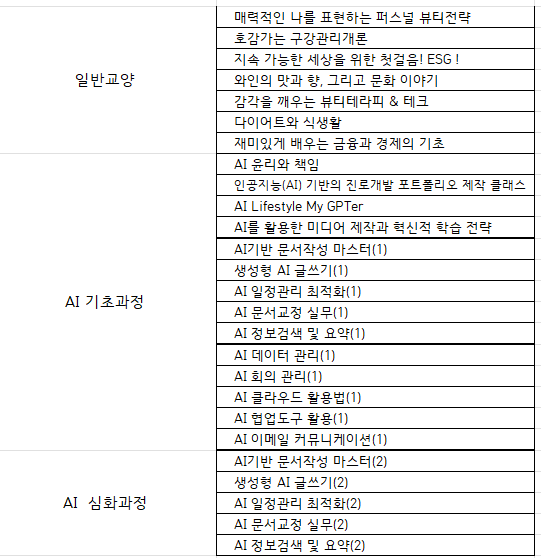 일반교양
매력적인 나를 표현하는 퍼스널 뷰티전략
호감가는 구강관리개론
지속 가능한 세상을 위한 첫걸음! ESG !
와인의 맛과 향, 그리고 문화 이야기
감각을 깨우는 뷰티테라피 & 테크
다이어트와 식생활
재미있게 배우는 금융과 경제의 기초
AI 기초과정
AI 윤리와 책임
인공지능(AI) 기반의 진로개발 포트폴리오 제작 클래스
AI Lifestyle My GPTer
AI를 활용한 미디어 제작과 혁신적 학습 전략
AI기반 문서작성 마스터(1)
생성형 AI 글쓰기(1)
AI 일정관리 최적화(1)
AI 문서교정 실무(1)
AI 정보검색 및 요약(1)
AI 데이터 관리(1)
AI 회의 관리(1)
AI 클라우드 활용법(1)
AI 협업도구 활용(1)
AI 이메일 커뮤니케이션(1)
AI 심화과정
AI기반 문서작성 마스터(2)
생성형 AI 글쓰기(2)
AI 일정관리 최적화(2)
AI 문서교정 실무(2)
AI 정보검색 및 요약(2)